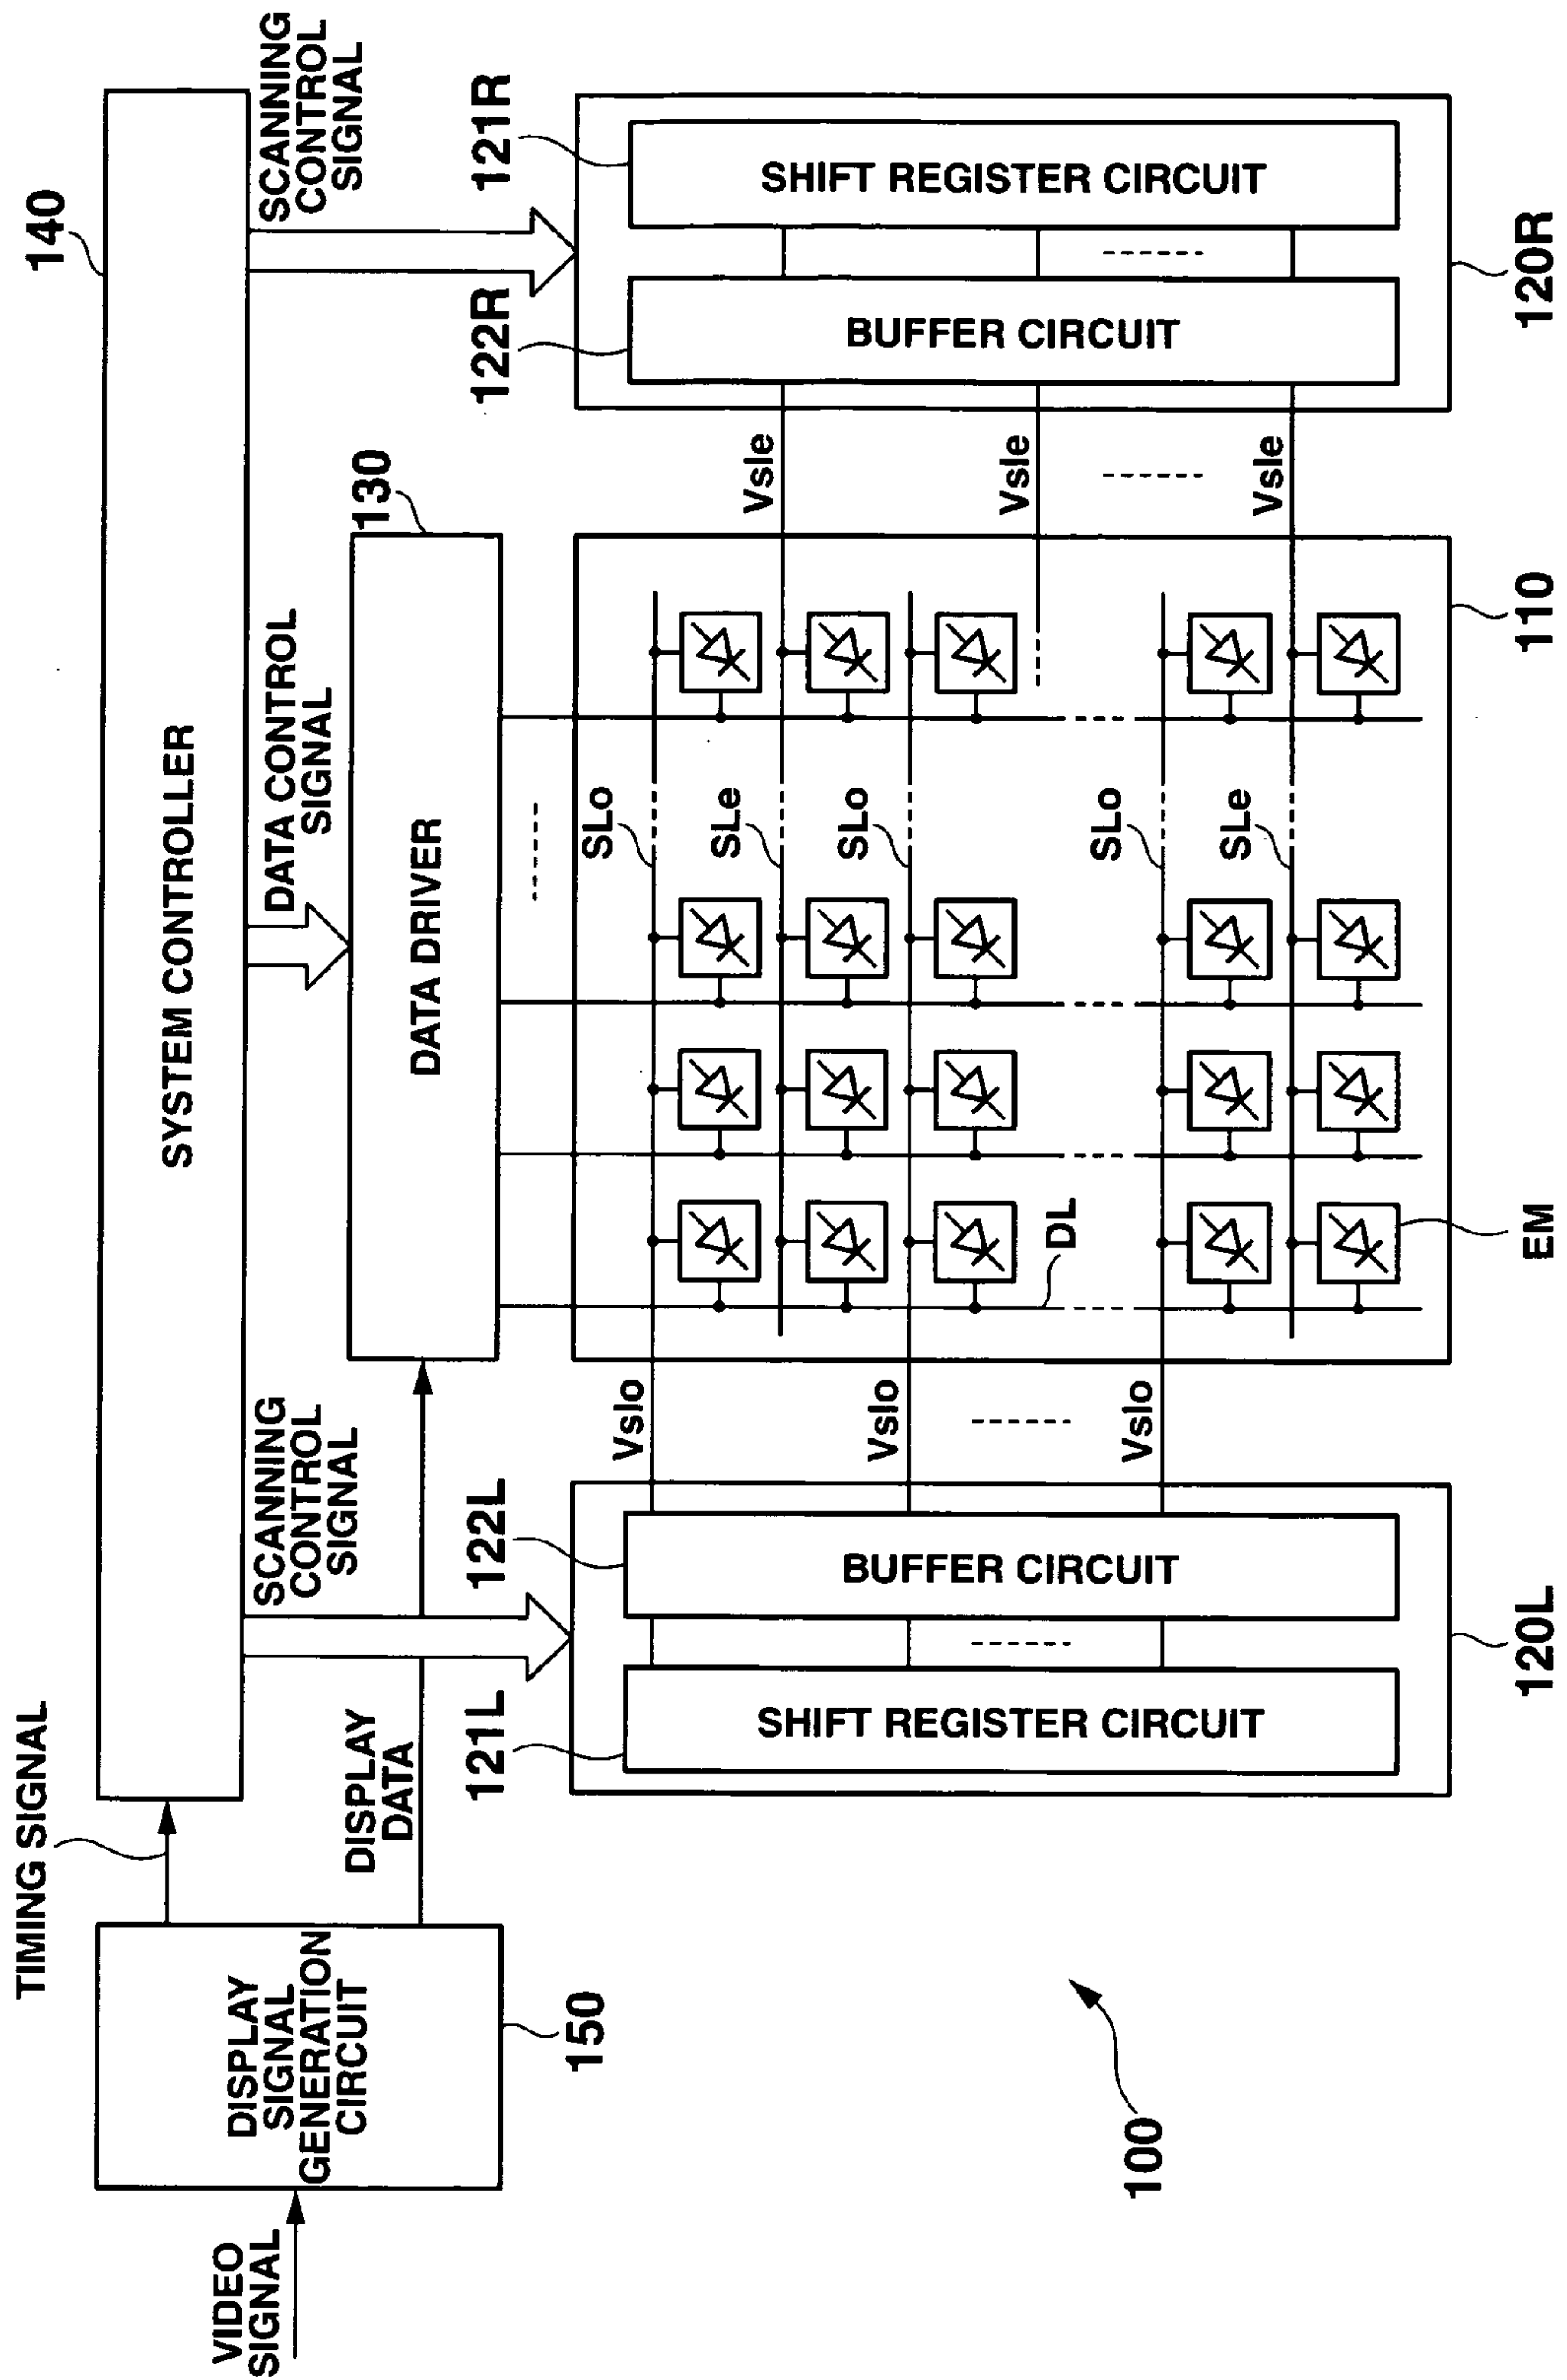 140
SYSTEM CONTROLLER
TIMING SIGNAL
SCANNING
CONTROL
SIGNAL
DATA CONTROL
SIGNAL
SCANNING
CONTROL
SIGNAL
VIDEO
SIGNAL
DISPLAY
SIGNAL
GENERATION
CIRCUIT
150
DISPLAY
DATA
130
DATA DRIVER
121L
122L
122R
121R
SHIFT REGISTER CIRCUIT
BUFFER CIRCUIT
Vslo
Vslo
Vslo
SLo
SLe
SLo
SLo
SLe
DL
Vsle
Vsle
Vsle
BUFFER CIRCUIT
SHIFT REGISTER CIRCUIT
100
120L
EM
110
120R